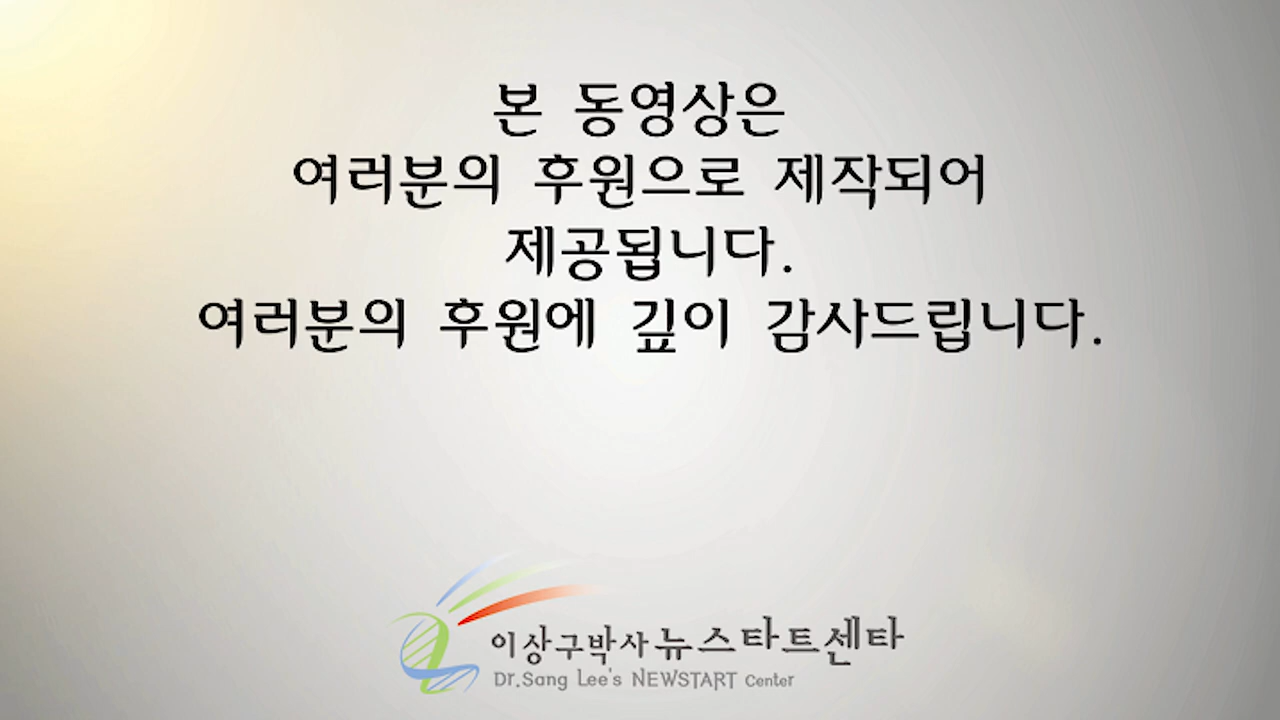 본 동영상은
여러분의 후원으로 제작되어
제공됩니다.
여러분의 후원에 깊이 감사드립니다.
이상구박사 뉴스타트센타
Dr.Sang Lee's NEWSTART Center